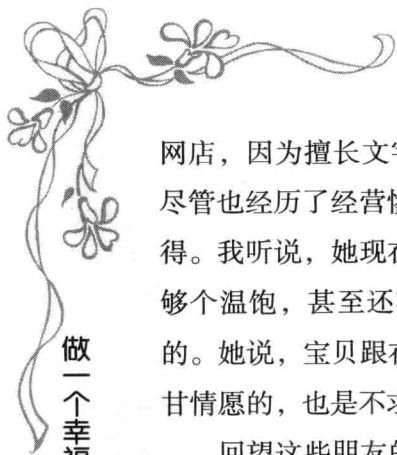 网店，因为擅长文
尽管也经历了经营
得。我听说，她现
够个温饱，甚至还
的。她说，宝贝跟
甘情愿的，也是不
回望这些朋友的
做一个幸福